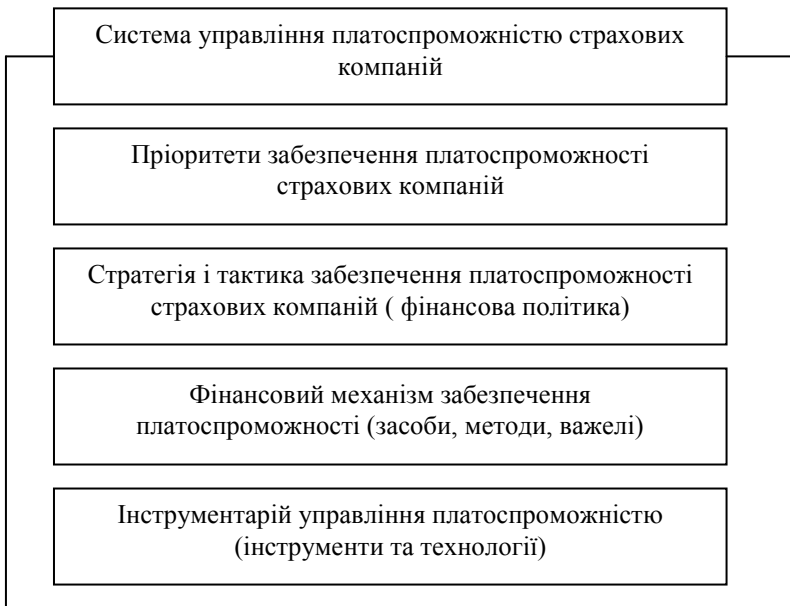 Система управління платоспроможністю страхових
компаній
Пріоритети забезпечення платоспроможності
страхових компаній
Стратегія і тактика забезпечення платоспроможності
страхових компаній ( фінансова політика)
Фінансовий механізм забезпечення
платоспроможності (засоби, методи, важелі)
Інструментарій управління платоспроможністю
(інструменти та технології)